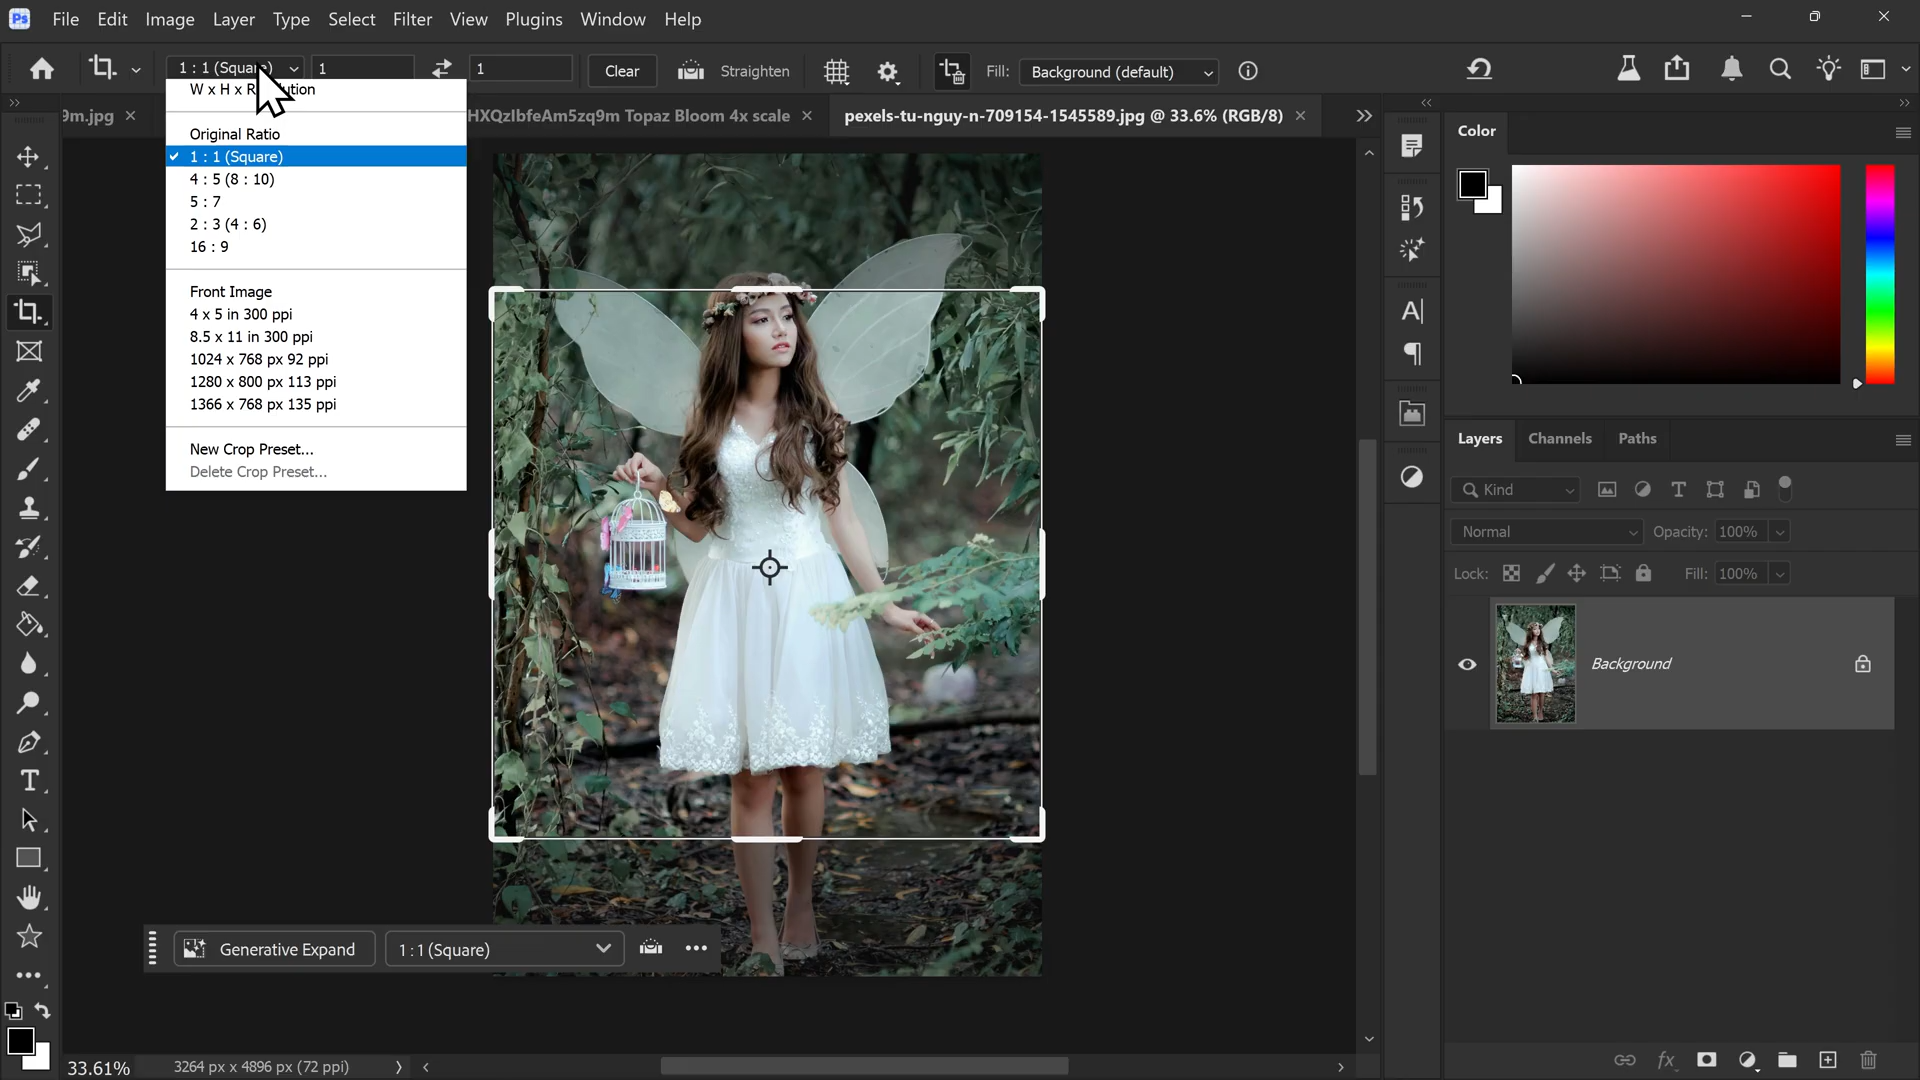 Ps File Edit Image Layer Type Select Filter View Plugins Window Help
1 : 1 (Square) 1 1 Clear Straighten Fill: Background (default)
9m.jpg HXQzlbfeAm5zq9m Topaz Bloom 4x scale pexels-tu-nguy-n-709154-1545589.jpg @ 33.6% (RGB/8)
W x H x
Original Ratio
1 : 1 (Square)
4 : 5 (8 : 10)
5 : 7
2 : 3 (4 : 6)
16 : 9
Front Image
4 x 5 in 300 ppi
8.5 x 11 in 300 ppi
1024 x 768 px 92 ppi
1280 x 800 px 113 ppi
1366 x 768 px 135 ppi
New Crop Preset...
Delete Crop Preset...
Generative Expand 1 : 1 (Square)
33.61% 3264 px x 4896 px (72 ppi)
Color
Layers Channels Paths
Kind
Normal Opacity: 100%
Lock: Fill: 100%
Background
fx